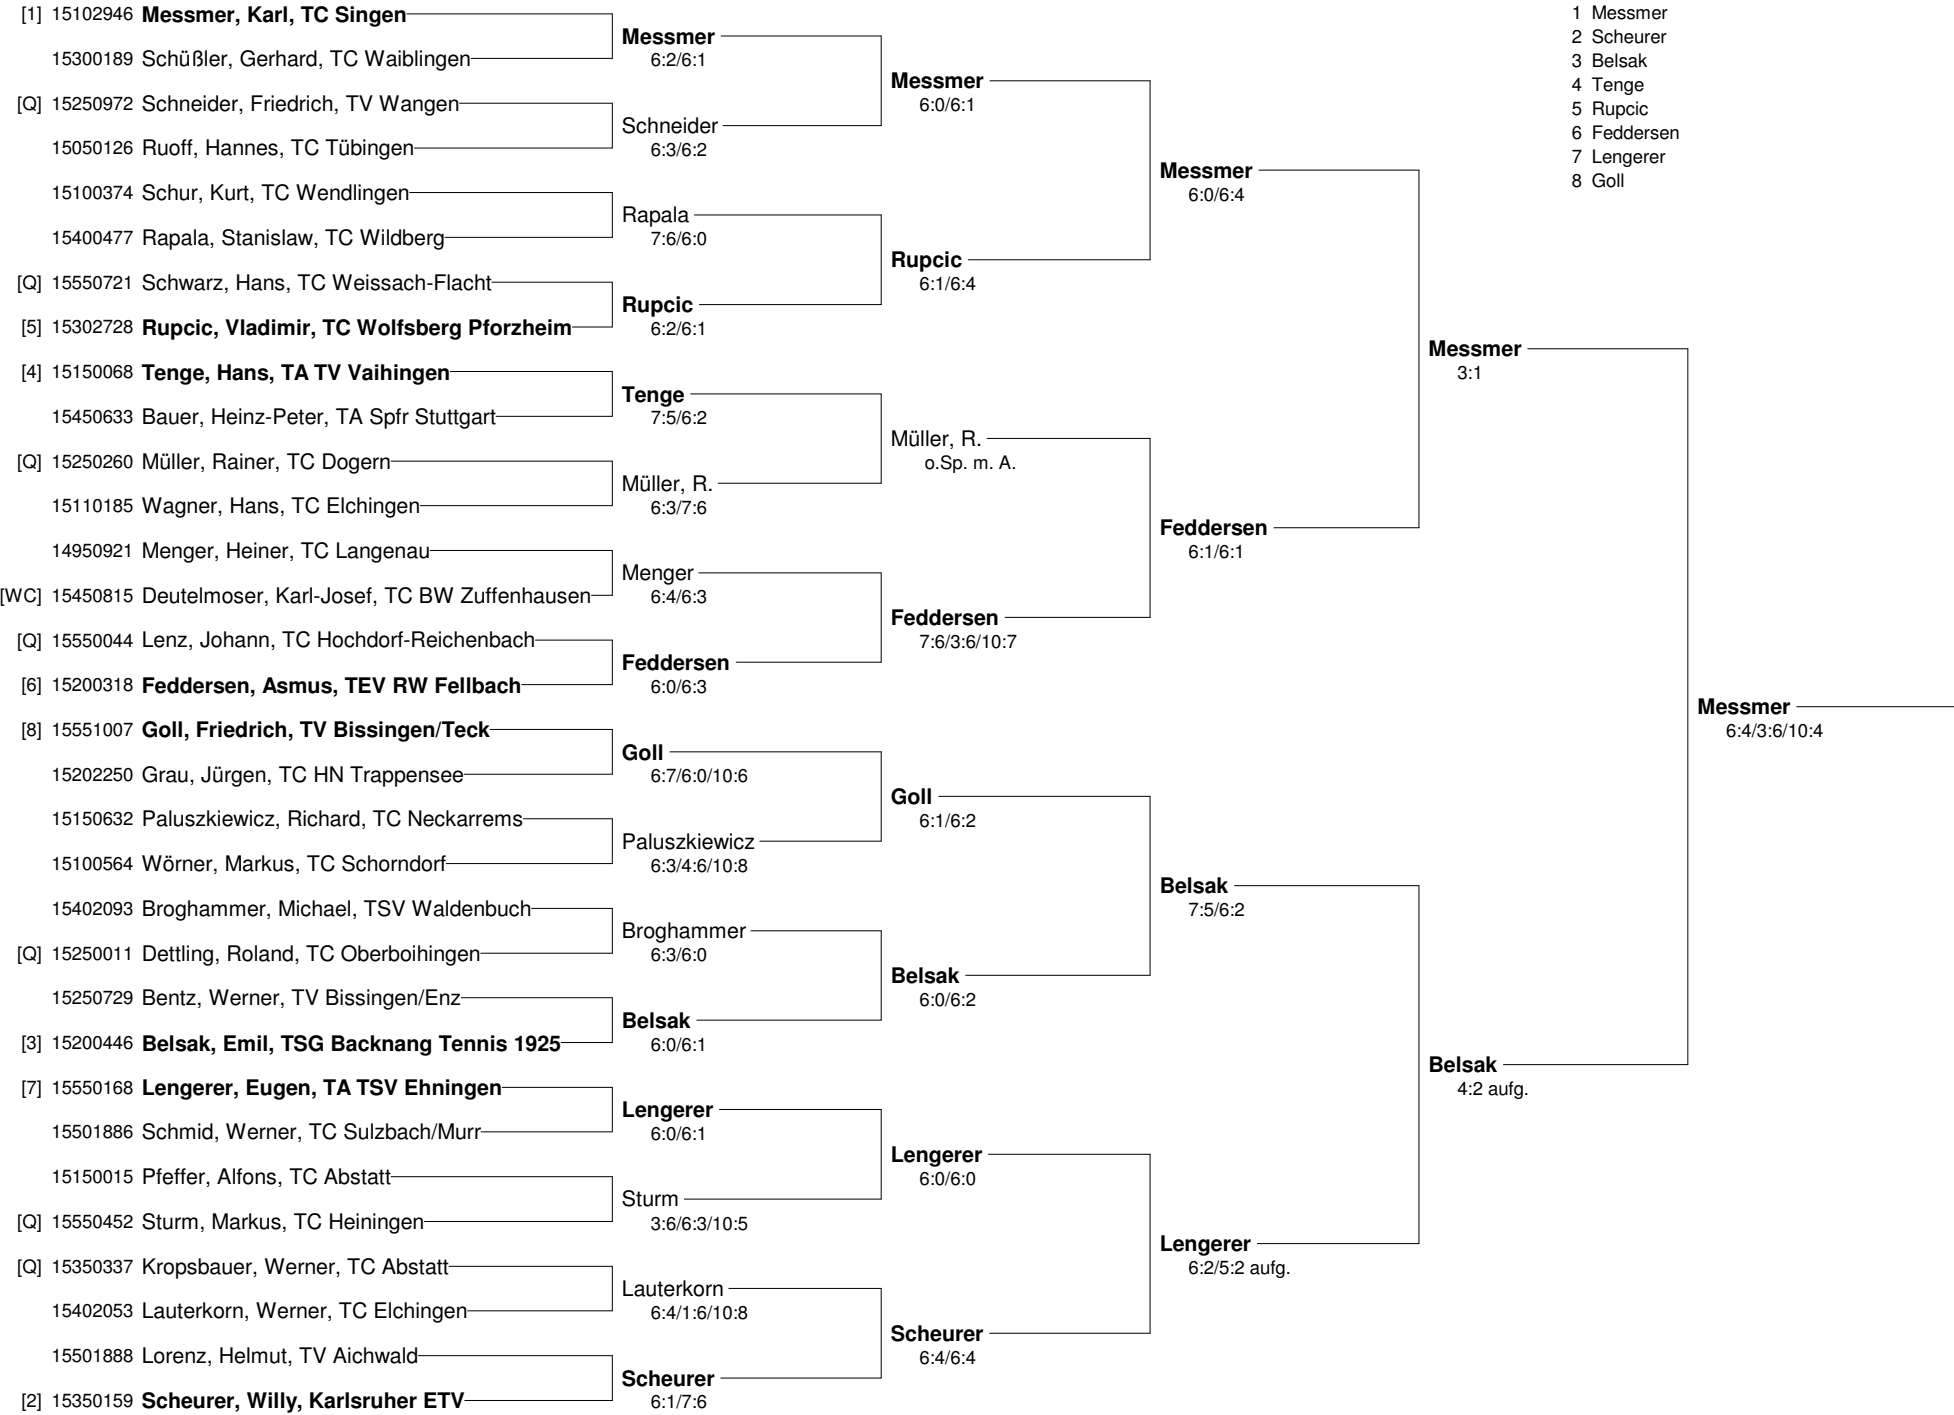 [1] 15102946 Messmer, Karl, TC Singen
15300189 Schüßler, Gerhard, TC Waiblingen
[Q] 15250972 Schneider, Friedrich, TV Wangen
15050126 Ruoff, Hannes, TC Tübingen
15100374 Schur, Kurt, TC Wendlingen
15400477 Rapala, Stanislaw, TC Wildberg
[Q] 15550721 Schwarz, Hans, TC Weissach-Flacht
[5] 15302728 Rupcic, Vladimir, TC Wolfsberg Pforzheim
[4] 15150068 Tenge, Hans, TA TV Vaihingen
15450633 Bauer, Heinz-Peter, TA Spfr Stuttgart
[Q] 15250260 Müller, Rainer, TC Dogern
15110185 Wagner, Hans, TC Elchingen
14950921 Menger, Heiner, TC Langenau
[WC] 15450815 Deutelmoser, Karl-Josef, TC BW Zuffenhausen
[Q] 15550044 Lenz, Johann, TC Hochdorf-Reichenbach
[6] 15200318 Feddersen, Asmus, TEV RW Fellbach
[8] 15551007 Goll, Friedrich, TV Bissingen/Teck
15202250 Grau, Jürgen, TC HN Trappensee
15150632 Paluszkiewicz, Richard, TC Neckarrems
15100564 Wörner, Markus, TC Schorndorf
15402093 Broghammer, Michael, TSV Waldenbuch
[Q] 15250011 Dettling, Roland, TC Oberboihingen
15250729 Bentz, Werner, TV Bissingen/Enz
[3] 15200446 Belsak, Emil, TSG Backnang Tennis 1925
[7] 15550168 Lengerer, Eugen, TA TSV Ehningen
15501886 Schmid, Werner, TC Sulzbach/Murr
15150015 Pfeffer, Alfons, TC Abstatt
[Q] 15550452 Sturm, Markus, TC Heiningen
[Q] 15350337 Kropsbauer, Werner, TC Abstatt
15402053 Lauterkorn, Werner, TC Elchingen
15501888 Lorenz, Helmut, TV Aichwald
[2] 15350159 Scheurer, Willy, Karlsruher ETV
Messmer
6:2/6:1
Schneider
6:3/6:2
Rapala
7:6/6:0
Rupcic
6:2/6:1
Tenge
7:5/6:2
Müller, R.
6:3/7:6
Menger
6:4/6:3
Feddersen
6:0/6:3
Goll
6:7/6:0/10:6
Paluszkiewicz
6:3/4:6/10:8
Broghammer
6:3/6:0
Belsak
6:0/6:1
Lengerer
6:0/6:1
Sturm
3:6/6:3/10:5
Lauterkorn
6:4/1:6/10:8
Scheurer
6:1/7:6
Messmer
6:0/6:1
Rupcic
6:1/6:4
Müller, R.
o.Sp. m. A.
Feddersen
7:6/3:6/10:7
Goll
6:1/6:2
Belsak
6:0/6:2
Lengerer
6:0/6:0
Scheurer
6:4/6:4
Messmer
6:0/6:4
Feddersen
6:1/6:1
Belsak
7:5/6:2
Lengerer
6:2/5:2 aufg.
Messmer
3:1
Belsak
4:2 aufg.
Messmer
6:4/3:6/10:4
1 Messmer
2 Scheurer
3 Belsak
4 Tenge
5 Rupcic
6 Feddersen
7 Lengerer
8 Goll